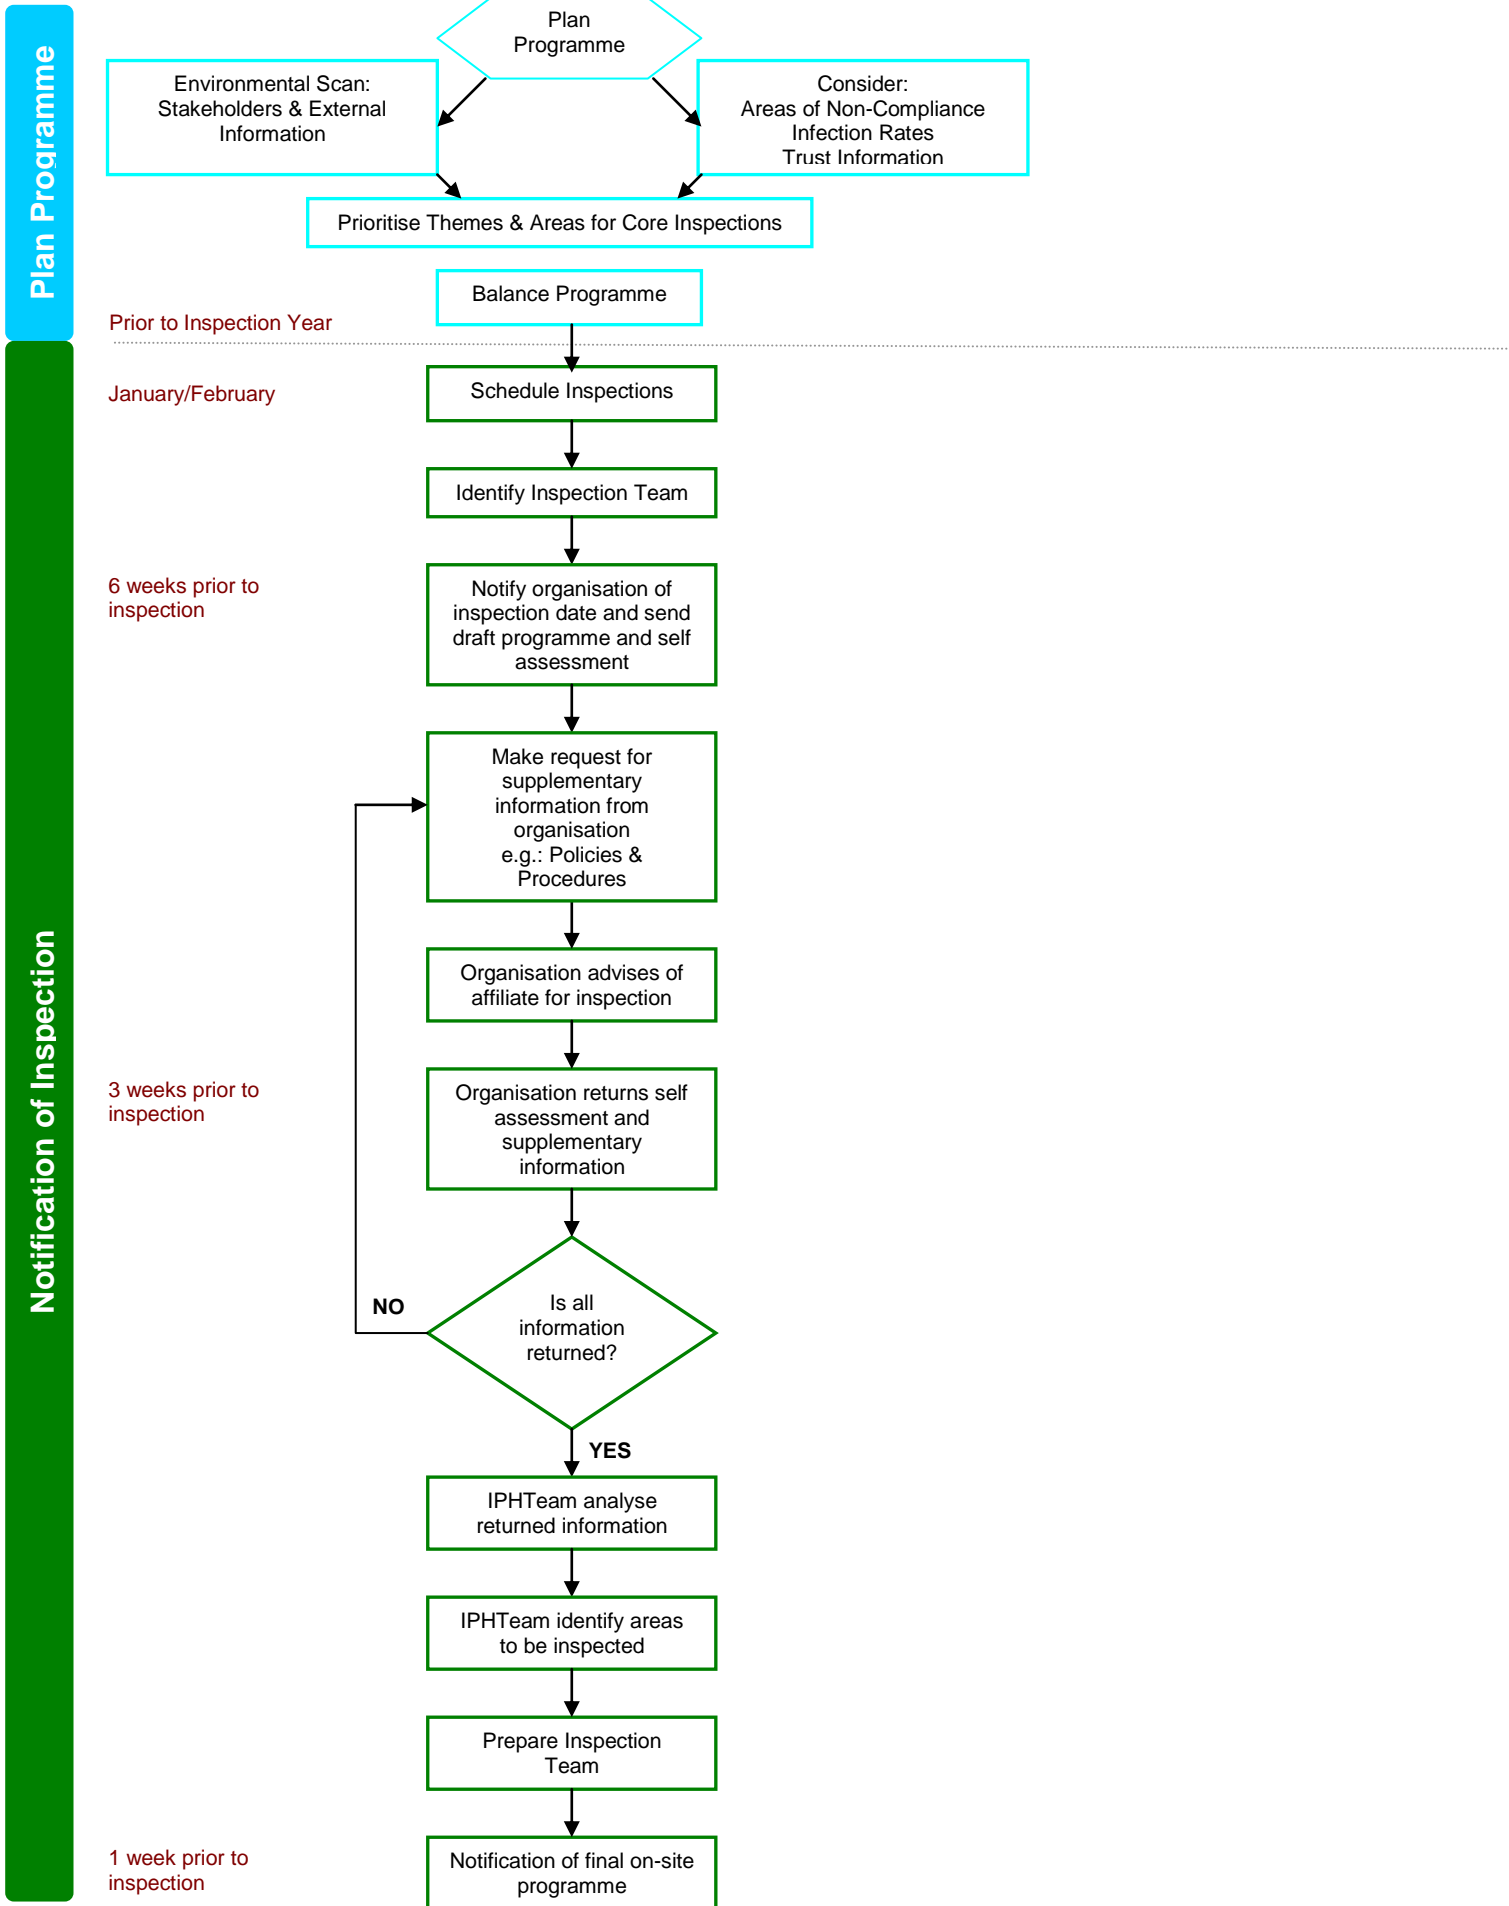 Plan Programme
Plan
Programme
Environmental Scan:
Stakeholders & External
Information
Consider:
Areas of Non-Compliance
Infection Rates
Trust Information
Prioritise Themes & Areas for Core Inspections
Balance Programme
Prior to Inspection Year
Notification of Inspection
January/February
Schedule Inspections
Identify Inspection Team
6 weeks prior to
inspection
Notify organisation of
inspection date and send
draft programme and self
assessment
Make request for
supplementary
information from
organisation
e.g.: Policies &
Procedures
Organisation advises of
affiliate for inspection
3 weeks prior to
inspection
Organisation returns self
assessment and
supplementary
information
NO
Is all
information
returned?
YES
IPHTeam analyse
returned information
IPHTeam identify areas
to be inspected
Prepare Inspection
Team
1 week prior to
inspection
Notification of final on-site
programme